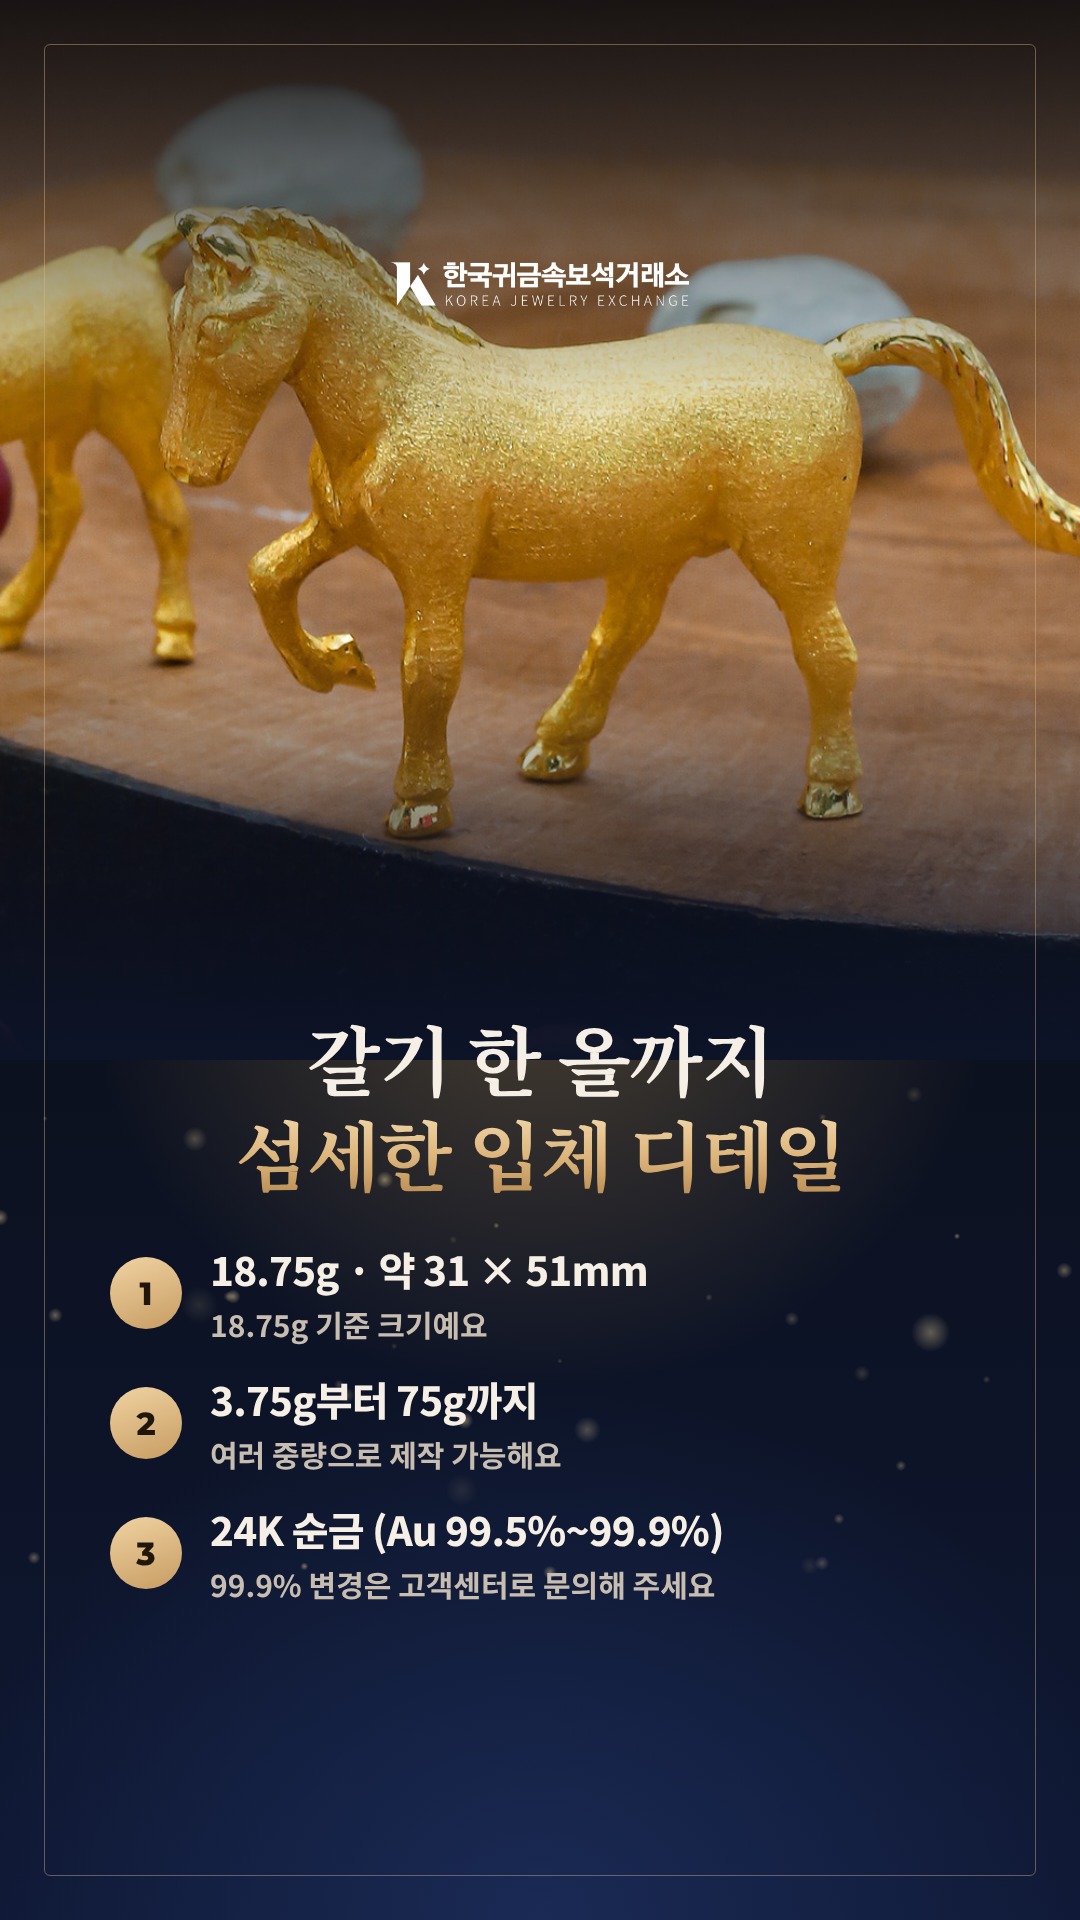 한국귀금속보석거래소
KOREA JEWELRY EXCHANGE
갈기 한 올까지
섬세한 입체 디테일
1
18.75g · 약 31 × 51mm
18.75g 기준 크기예요
2
3.75g부터 75g까지
여러 중량으로 제작 가능해요
3
24K 순금 (Au 99.5%~99.9%)
99.9% 변경은 고객센터로 문의해 주세요